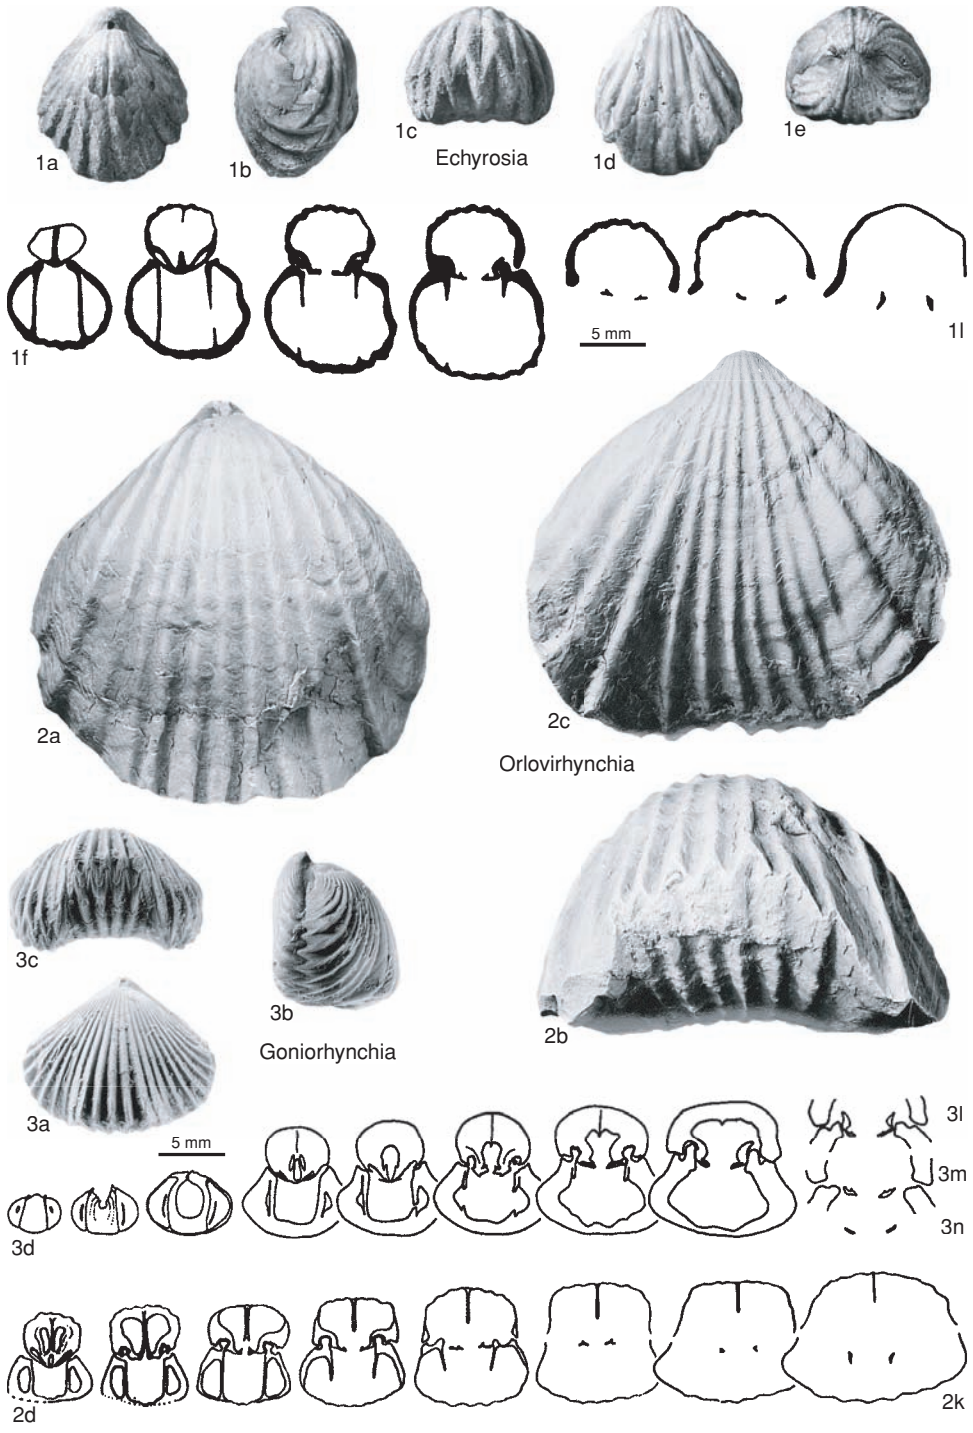 1a
1b
1c
Echyrosia
1d
1e
1f
5 mm
1l
2a
2c
Orlovirhynchia
3c
3b
Goniorhynchia
2b
3a
5 mm
3l
3m
3n
3d
2d
2k